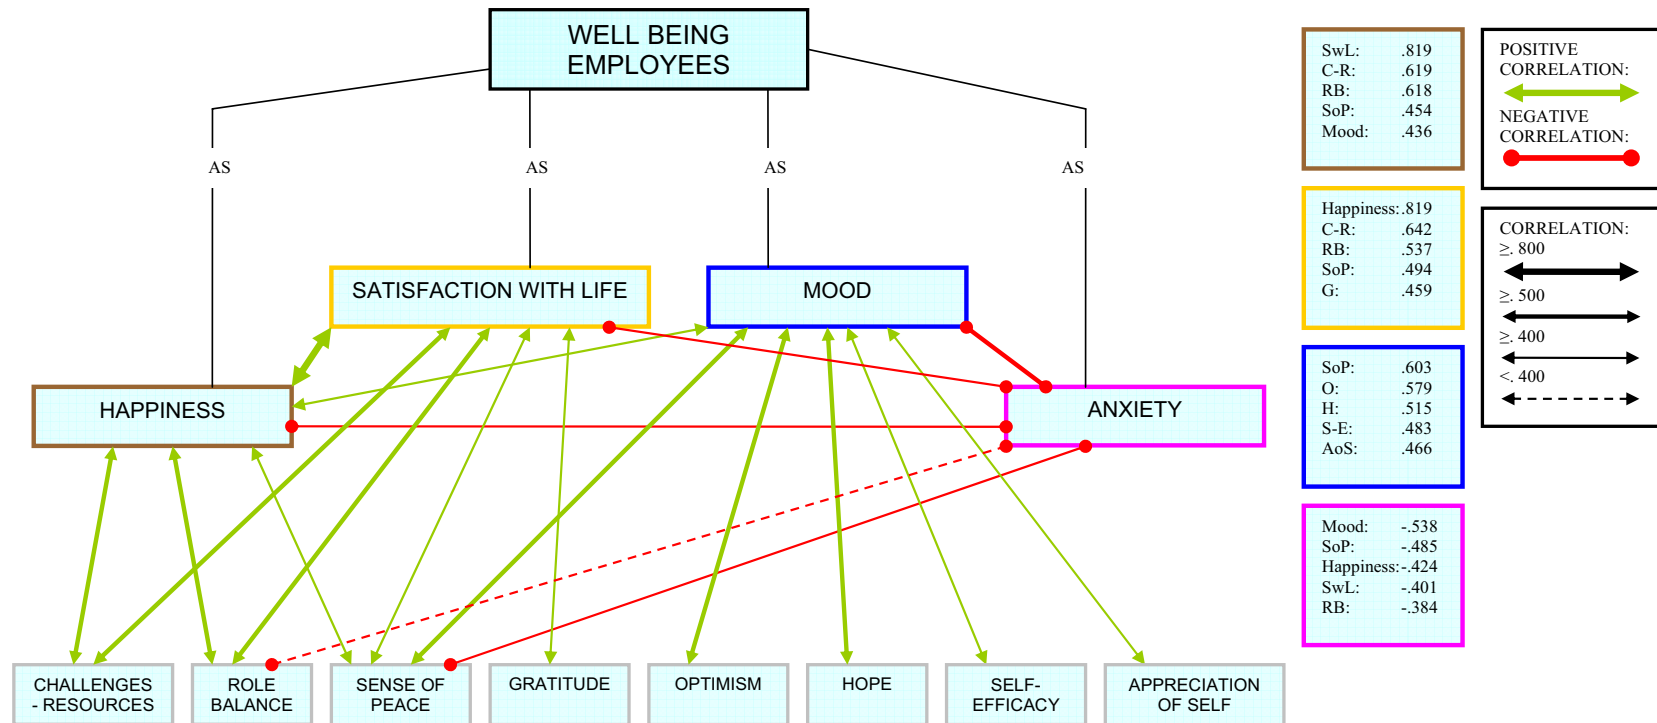 WELL BEING
EMPLOYEES
AS
AS
AS
AS
SATISFACTION WITH LIFE
MOOD
HAPPINESS
ANXIETY
CHALLENGES
- RESOURCES
ROLE
BALANCE
SENSE OF
PEACE
GRATITUDE
OPTIMISM
HOPE
SELF-
EFFICACY
APPRECIATION
OF SELF
SwL: .819
C-R: .619
RB: .618
SoP: .454
Mood: .436
Happiness: .819
C-R: .642
RB: .537
SoP: .494
G: .459
SoP: .603
O: .579
H: .515
S-E: .483
AoS: .466
Mood: -.538
SoP: -.485
Happiness: -.424
SwL: -.401
RB: -.384
POSITIVE
CORRELATION:
NEGATIVE
CORRELATION:
CORRELATION:
≥. 800
≥. 500
≥. 400
<. 400